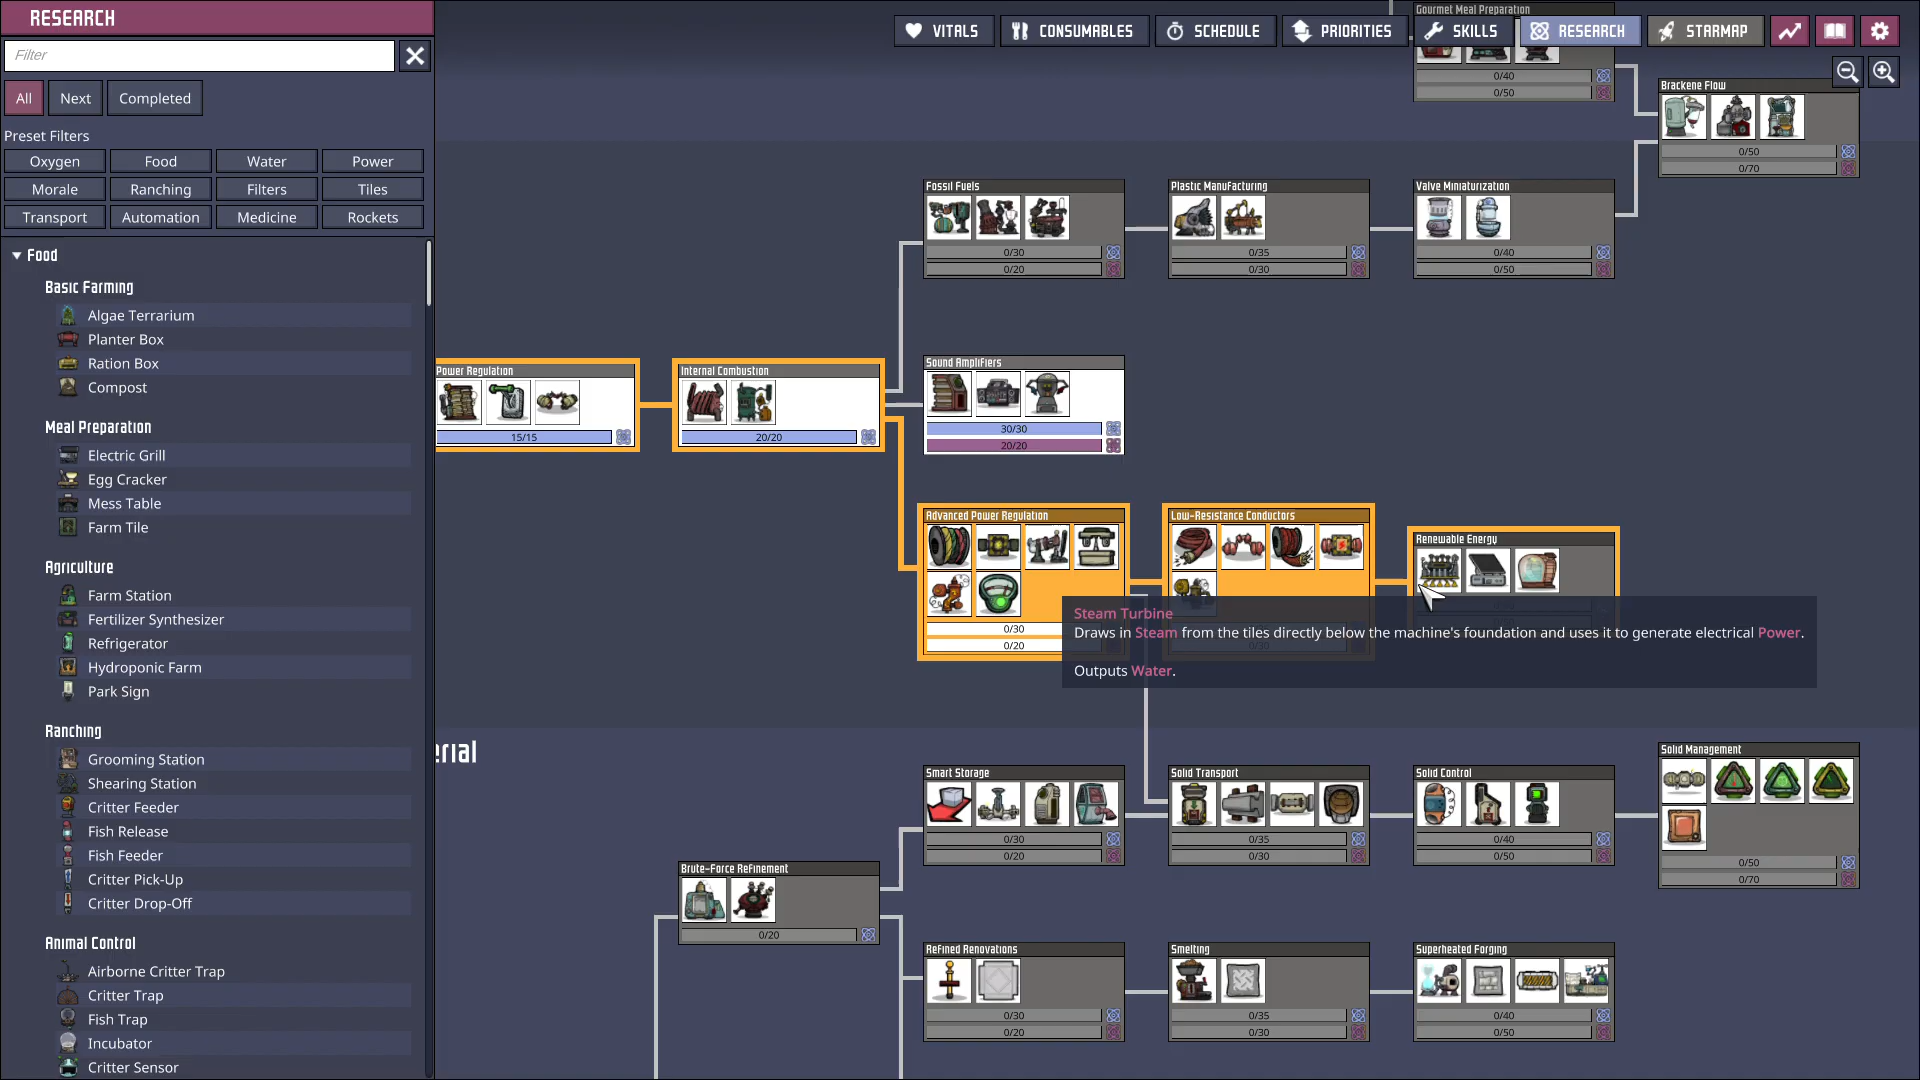 RESEARCH
Filter
All
Next
Completed
Preset Filters
Oxygen
Food
Water
Power
Morale
Ranching
Filters
Tiles
Transport
Automation
Medicine
Rockets
Food
Basic Farming
Algae Terrarium
Planter Box
Ration Box
Compost
Meal Preparation
Electric Grill
Egg Cracker
Mess Table
Farm Tile
Agriculture
Farm Station
Fertilizer Synthesizer
Refrigerator
Hydroponic Farm
Park Sign
Ranching
Grooming Station
Shearing Station
Critter Feeder
Fish Release
Fish Feeder
Critter Pick-Up
Critter Drop-Off
Animal Control
Airborne Critter Trap
Critter Trap
Fish Trap
Incubator
Critter Sensor
VITALS
CONSUMABLES
SCHEDULE
PRIORITIES
SKILLS
RESEARCH
STARMAP
Gourmet Meal Preparation
0/40
0/50
Brackene Flow
0/50
0/70
Fossil Fuels
0/30
0/20
Plastic Manufacturing
0/35
0/30
Valve Miniaturization
0/40
0/50
Power Regulation
15/15
Internal Combustion
20/20
Sound Amplifiers
30/30
20/20
Advanced Power Regulation
0/30
0/20
Low-Resistance Conductors
Renewable Energy
Steam Turbine
Draws in Steam from the tiles directly below the machine's foundation and uses it to generate electrical Power.
Outputs Water.
erial
Smart Storage
0/30
0/20
Solid Transport
0/35
0/30
Solid Control
0/40
0/50
Solid Management
0/50
0/70
Brute-Force Refinement
0/20
Refined Renovations
0/30
0/20
Smelting
0/35
0/30
Superheated Forging
0/40
0/50